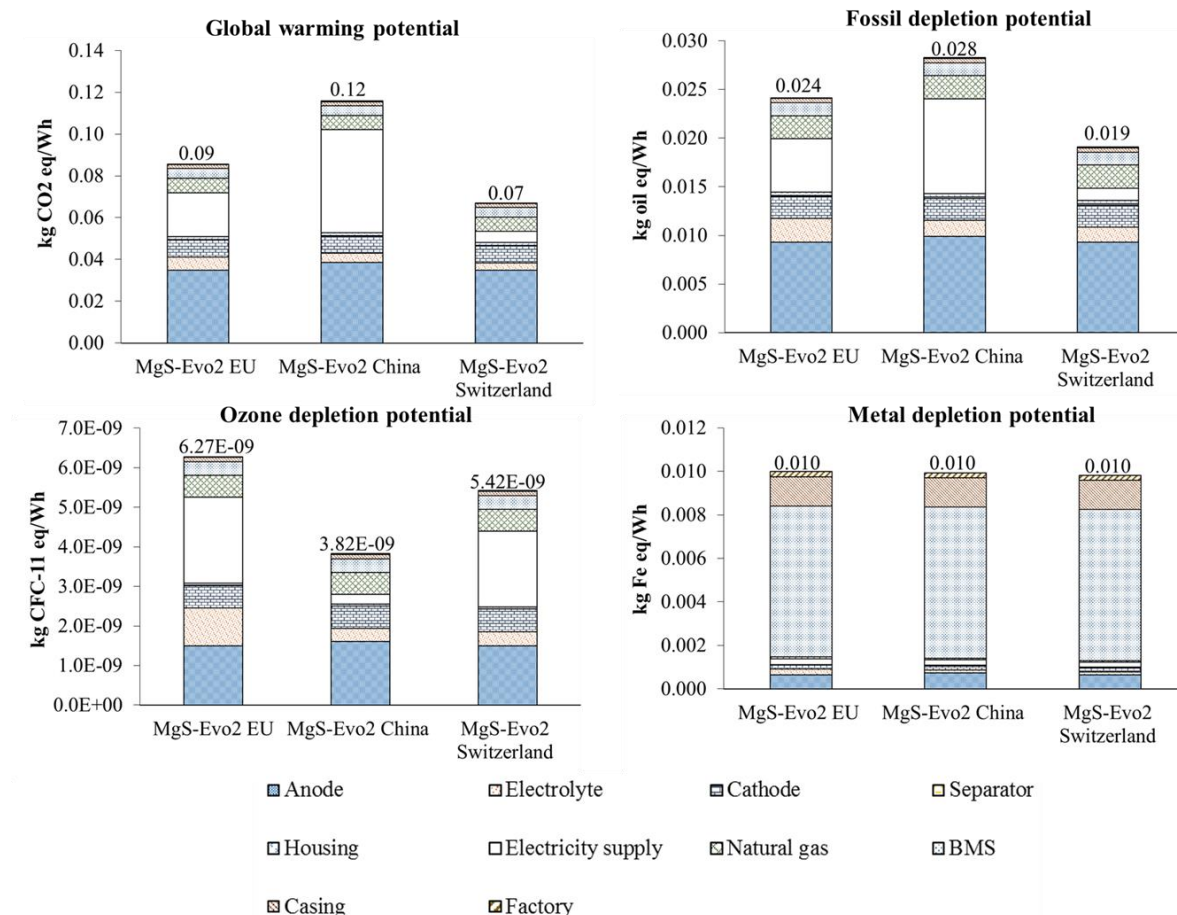 Global warming potential
kg CO2 eq/Wh
0.14
0.12
0.10
0.08
0.06
0.04
0.02
0.00
0.09
0.12
0.07
MgS-Evo2 EU
MgS-Evo2 China
MgS-Evo2
Switzerland
Fossil depletion potential
kg oil eq/Wh
0.030
0.025
0.020
0.015
0.010
0.005
0.000
0.024
0.028
0.019
MgS-Evo2 EU
MgS-Evo2 China
MgS-Evo2
Switzerland
Ozone depletion potential
kg CFC-11 eq/Wh
7.0E-09
6.0E-09
5.0E-09
4.0E-09
3.0E-09
2.0E-09
1.0E-09
0.0E+00
6.27E-09
3.82E-09
5.42E-09
MgS-Evo2 EU
MgS-Evo2 China
MgS-Evo2
Switzerland
Metal depletion potential
kg Fe eq/Wh
0.012
0.010
0.008
0.006
0.004
0.002
0.000
0.010
0.010
0.010
MgS-Evo2 EU
MgS-Evo2 China
MgS-Evo2
Switzerland
Anode
Electrolyte
Cathode
Separator
Housing
Electricity supply
Natural gas
BMS
Casing
Factory